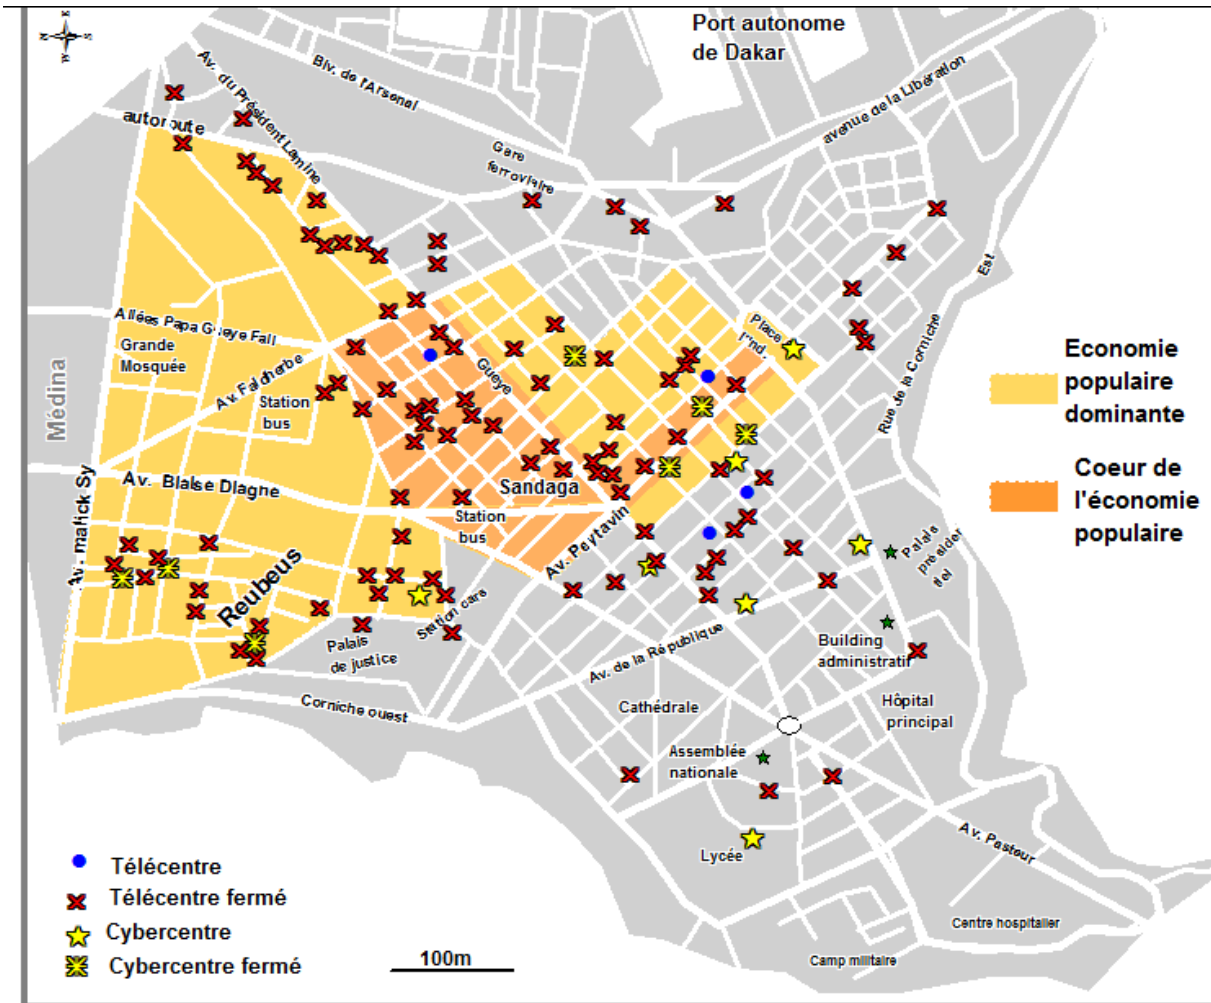 Port autonome
de Dakar
N
E
S
W
Av. du Président Lamine
Blv. de l'Arsenal
avenue de la Libération
autoroute
Gare
ferroviaire
Est
Rue de la Corniche
Allées Papa Gueye Fall
Grande
Mosquée
Place
l'Ind.
Médina
Av. Faidherbe
Station
bus
Gueye
Economie
populaire
dominante
Coeur de
l'économie
populaire
Av. malick Sy
Av. Blaise Diagne
Sandaga
Station
bus
Av. Peytavin
Palais
présiden
tiel
Reubeus
Station cars
Palais
de justice
Av. de la République
Building
administratif
Corniche ouest
Cathédrale
Hôpital
principal
Assemblée
nationale
Lycée
Av. Pasteur
Télécentre
Télécentre fermé
Cybercentre
Cybercentre fermé
100m
Centre hospitalier
Camp militaire